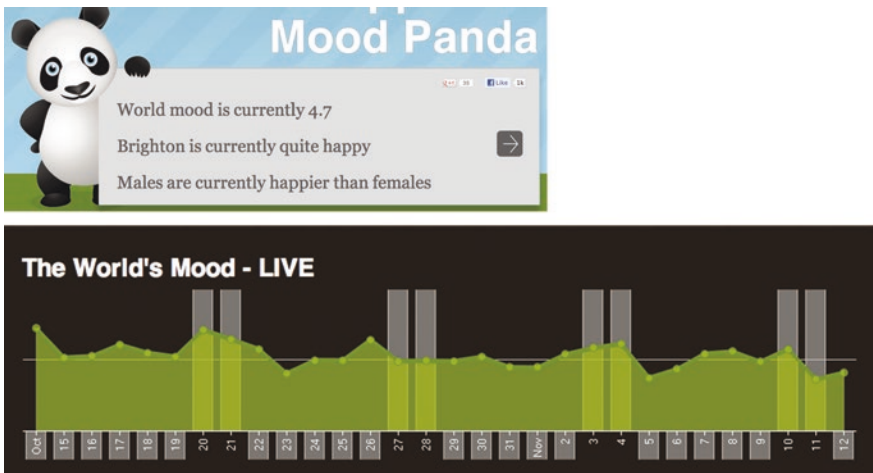 Mood Panda
Like 1k
World mood is currently 4.7
Brighton is currently quite happy
Males are currently happier than females
The World's Mood - LIVE
Oct 15 16 17 18 19 20 21 22 23 24 25 26 27 28 29 30 31 Nov 2 3 4 5 6 7 8 9 10 11 12